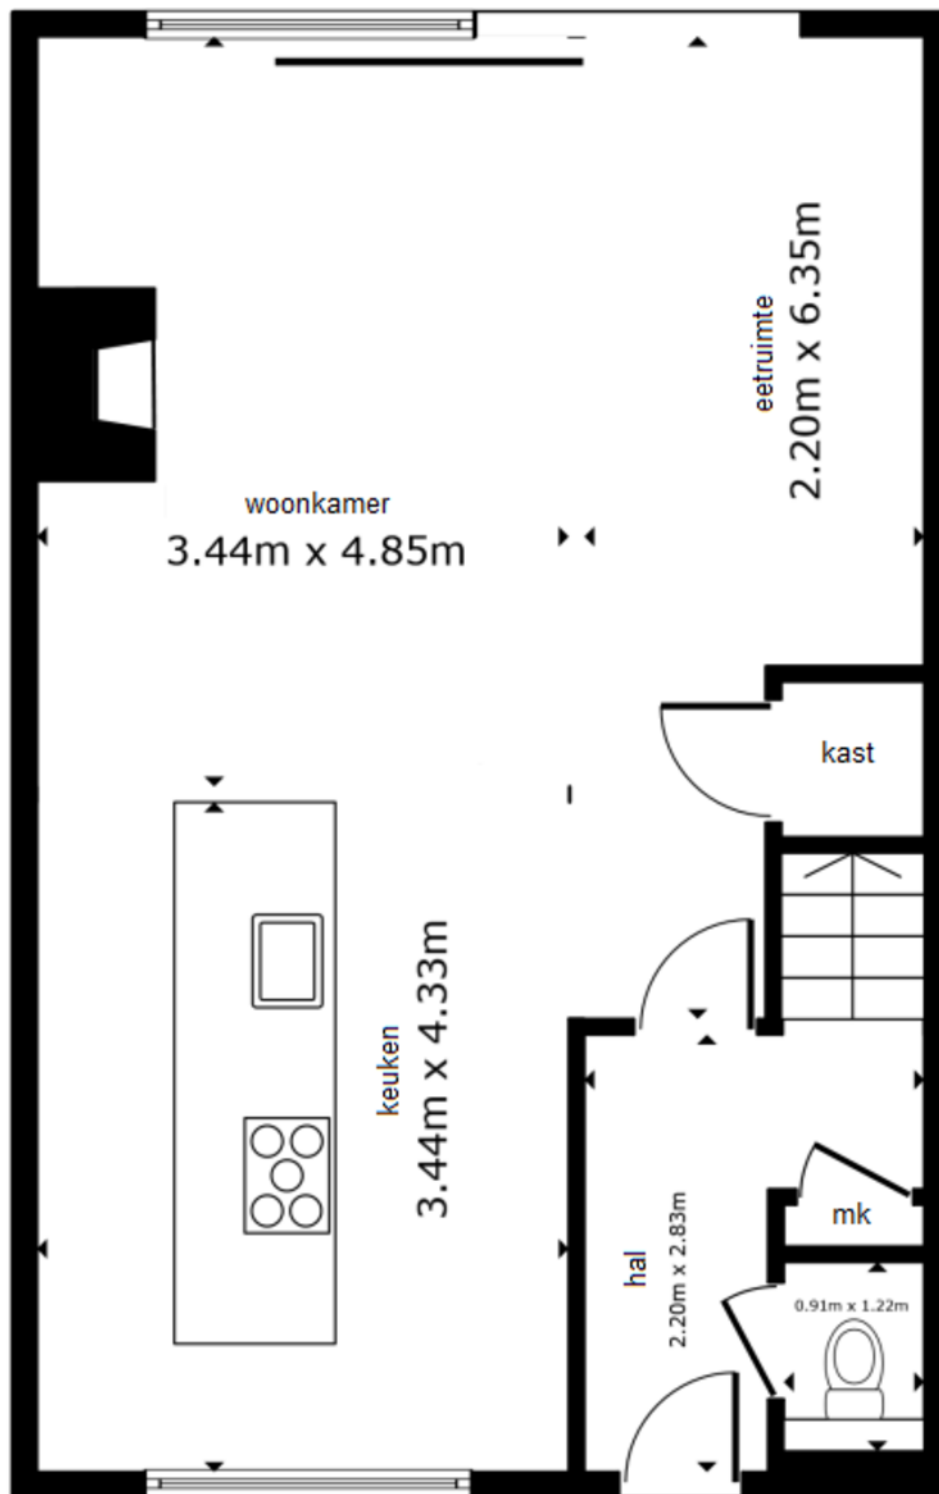 eetruimte
2.20m x 6.35m
woonkamer
3.44m x 4.85m
kast
keuken
3.44m x 4.33m
hal
2.20m x 2.83m
mk
0.91m x 1.22m